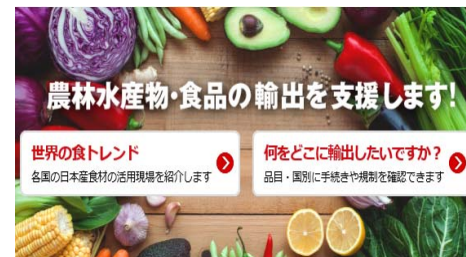 農林水産物・食品の輸出を支援します!
世界の食トレンド
各国の日本産食材の活用現場を紹介します
何をどこに輸出したいですか？
品目・国別に手続きや規制を確認できます